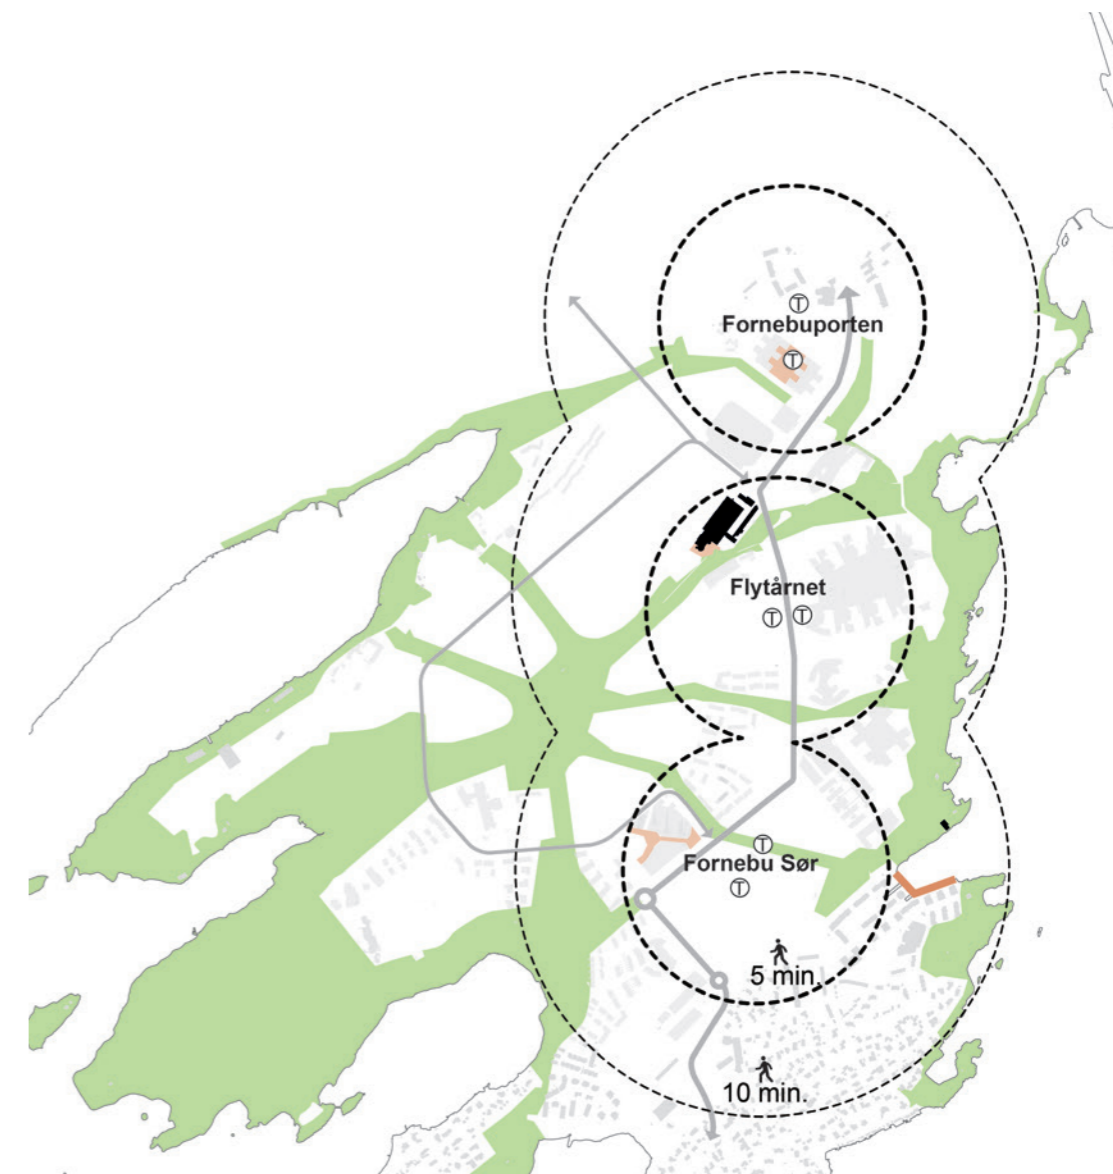 T
Fornebuporten
T
Flytårnet
T T
T
Fornebu Sør
T
5 min.
10 min.